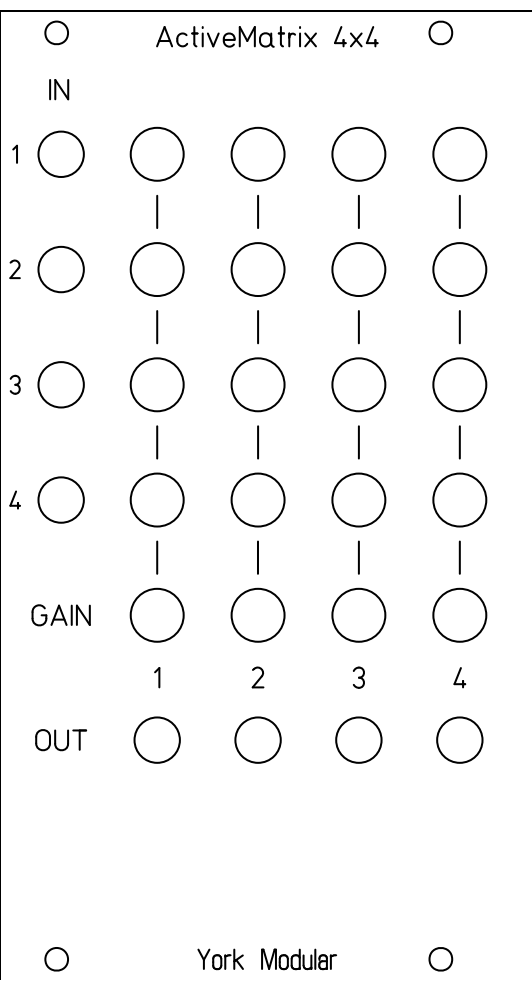 ActiveMatrix 4x4
IN
1
2
3
4
GAIN
1 2 3 4
OUT
York Modular